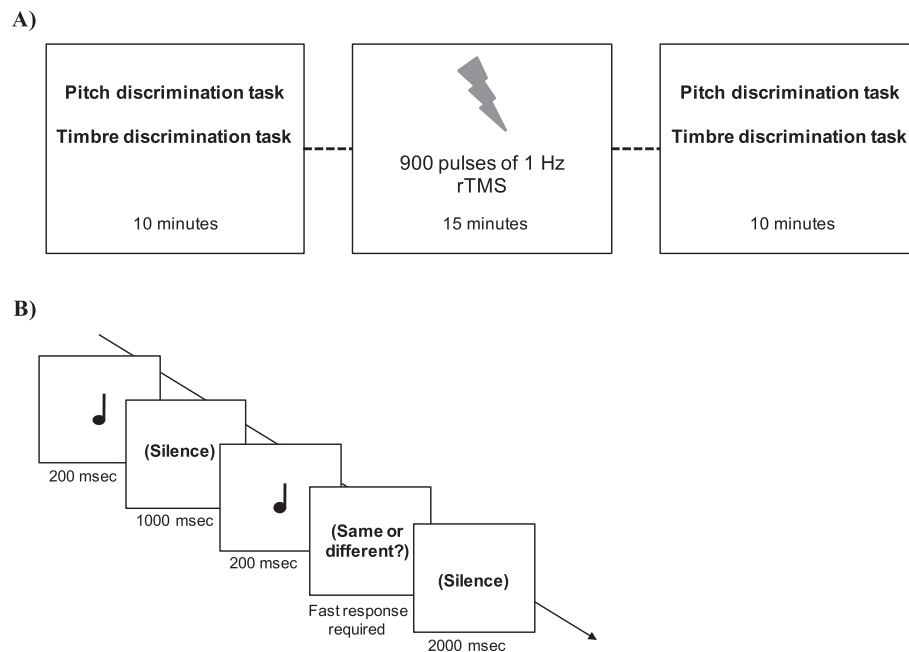 A)
Pitch discrimination task
Timbre discrimination task
10 minutes
900 pulses of 1 Hz
rTMS
15 minutes
Pitch discrimination task
Timbre discrimination task
10 minutes
B)
200 msec
(Silence)
1000 msec
200 msec
(Same or
different?)
Fast response
required
(Silence)
2000 msec